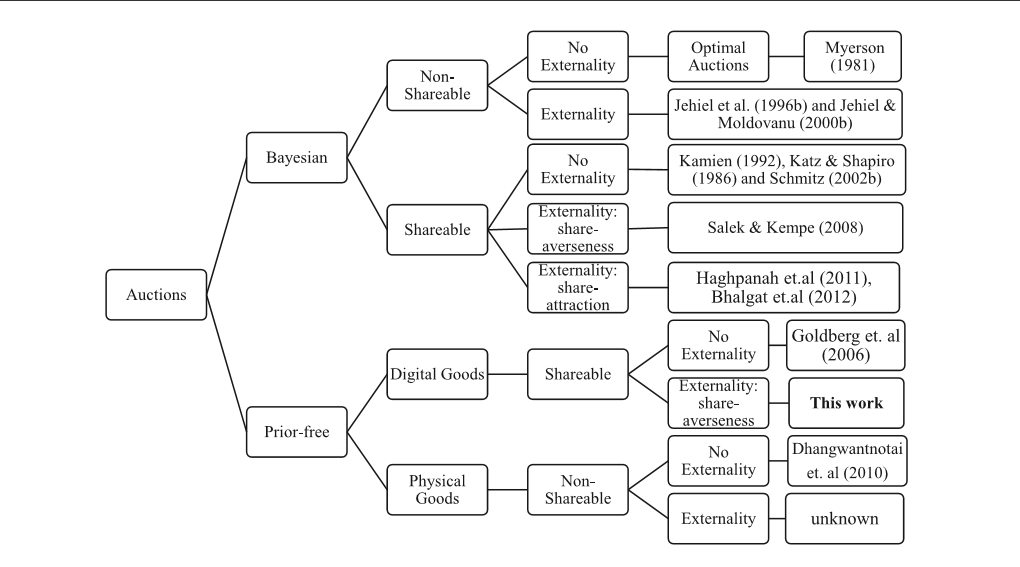 Auctions
Bayesian
Non-
Shareable
No
Externality
Optimal
Auctions
Myerson
(1981)
Externality
Jehiel et al. (1996b) and Jehiel &
Moldovanu (2000b)
Shareable
No
Externality
Kamien (1992), Katz & Shapiro
(1986) and Schmitz (2002b)
Externality:
share-
averseness
Salek & Kempe (2008)
Externality:
share-
attraction
Haghpanah et.al (2011),
Bhalgat et.al (2012)
Prior-free
Digital Goods
Shareable
No
Externality
Goldberg et. al
(2006)
Externality:
share-
averseness
This work
Physical
Goods
Non-
Shareable
No
Externality
Dhangwantnotai
et. al (2010)
Externality
unknown